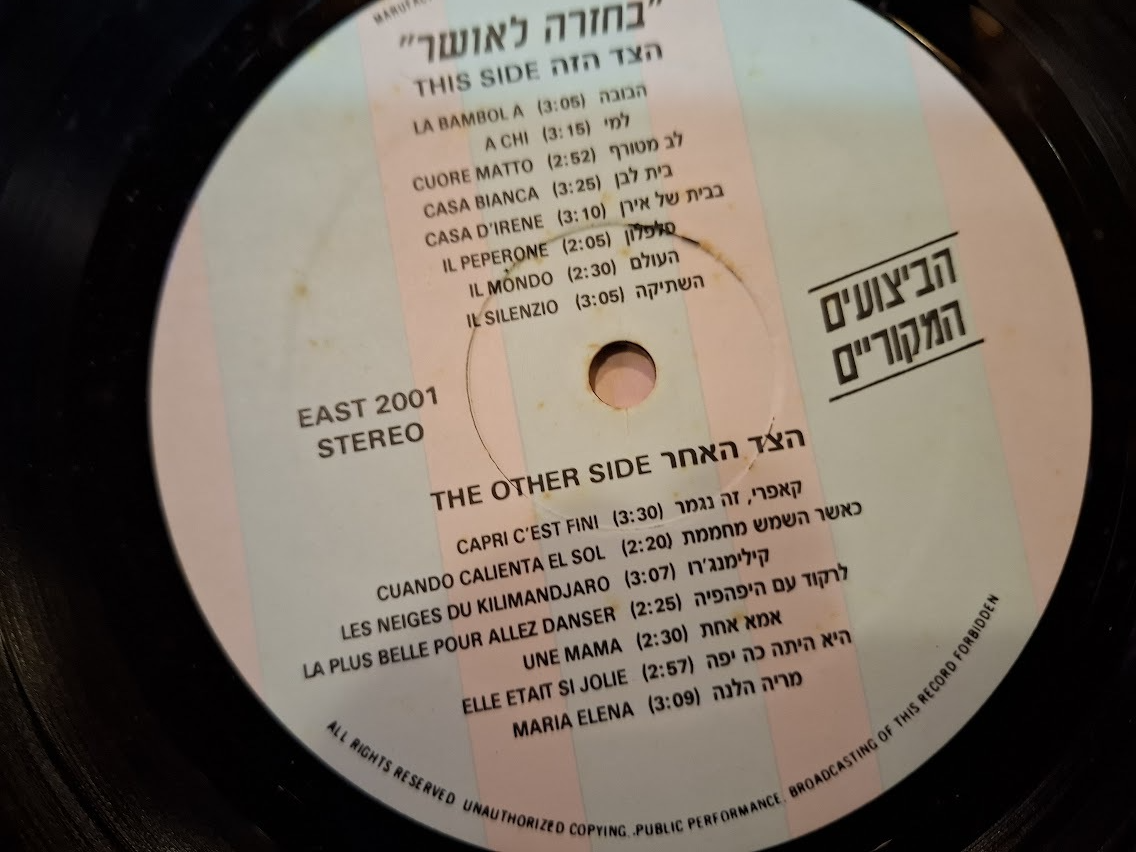 "בחזרה לאושר"
THIS SIDE הצד הזה
LA BAMBOLA (3:05) הבובה
A CHI (3:15) למי
CUORE MATTO (2:52) לב מטורף
CASA BIANCA (3:25) בית לבן
CASA D'IRENE (3:10) בבית של אירן
IL PEPERONE (2:05) פלפלון
IL MONDO (2:30) העולם
IL SILENZIO (3:05) השתיקה
הביצועים
המקוריים
EAST 2001
STEREO
THE OTHER SIDE הצד האחר
CAPRI C'EST FINI (3:30) קאפרי, זה נגמר
CUANDO CALIENTA EL SOL (2:20) כאשר השמש מחממת
LES NEIGES DU KILIMANDJARO (3:07) קילימנג'רו
LA PLUS BELLE POUR ALLEZ DANSER (2:25) לרקוד עם היפהפיה
UNE MAMA (2:30) אמא אחת
ELLE ETAIT SI JOLIE (2:57) היא היתה כה יפה
MARIA ELENA (3:09) מריה הלנה
ALL RIGHTS RESERVED UNAUTHORIZED COPYING. PUBLIC PERFORMANCE. BROADCASTING OF THIS RECORD FORBIDDEN